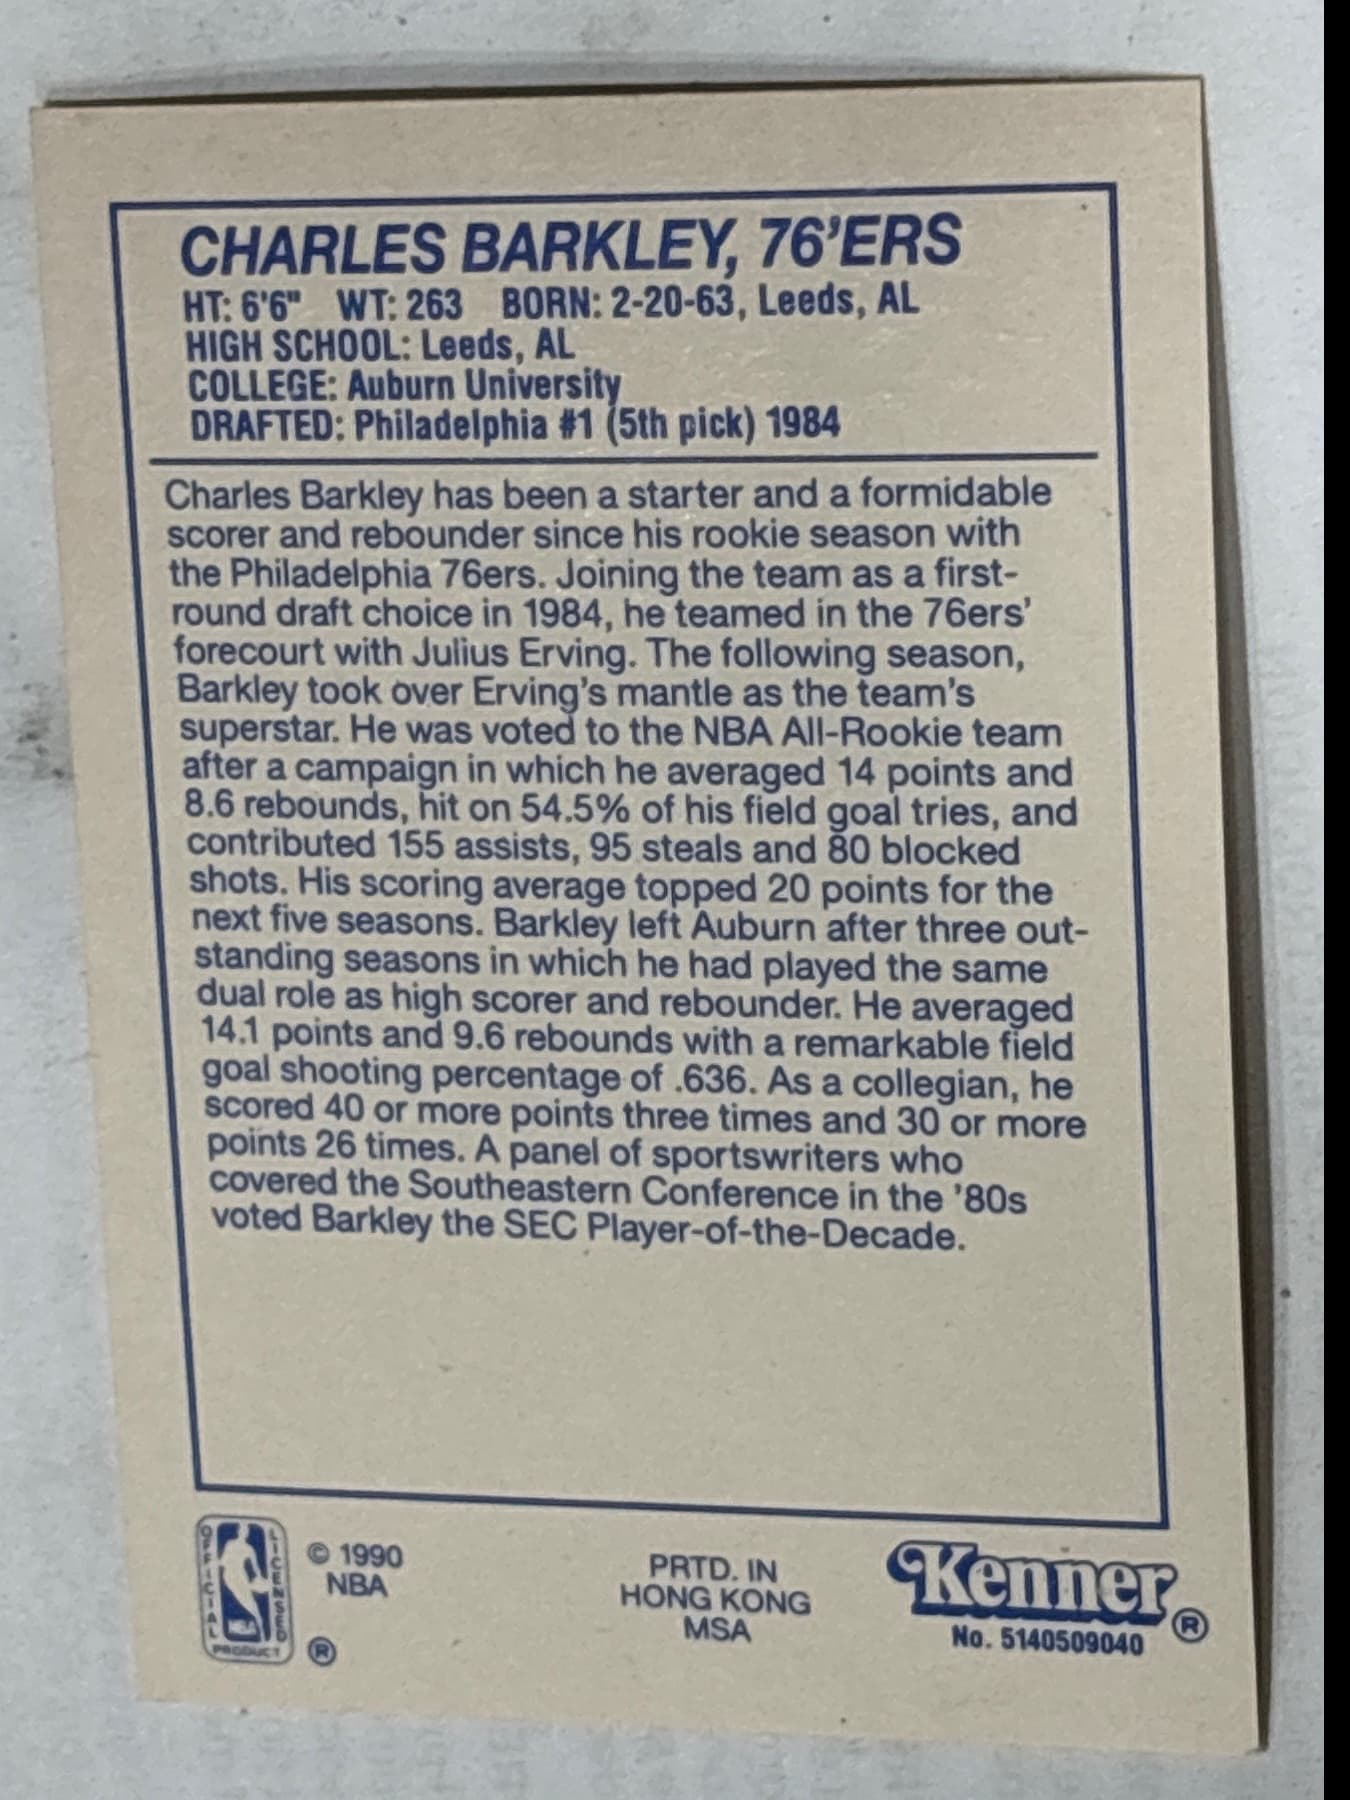 CHARLES BARKLEY, 76'ERS
HT: 6'6" WT: 263 BORN: 2-20-63, Leeds, AL
HIGH SCHOOL: Leeds, AL
COLLEGE: Auburn University
DRAFTED: Philadelphia #1 (5th pick) 1984
Charles Barkley has been a starter and a formidable
scorer and rebounder since his rookie season with
the Philadelphia 76ers. Joining the team as a first-
round draft choice in 1984, he teamed in the 76ers'
forecourt with Julius Erving. The following season,
Barkley took over Erving's mantle as the team's
superstar. He was voted to the NBA All-Rookie team
after a campaign in which he averaged 14 points and
8.6 rebounds, hit on 54.5% of his field goal tries, and
contributed 155 assists, 95 steals and 80 blocked
shots. His scoring average topped 20 points for the
next five seasons. Barkley left Auburn after three out-
standing seasons in which he had played the same
dual role as high scorer and rebounder. He averaged
14.1 points and 9.6 rebounds with a remarkable field
goal shooting percentage of .636. As a collegian, he
scored 40 or more points three times and 30 or more
points 26 times. A panel of sportswriters who
covered the Southeastern Conference in the '80s
voted Barkley the SEC Player-of-the-Decade.
OFFICIAL LICENSED PRODUCT ®
© 1990
NBA
PRTD. IN
HONG KONG
MSA
Kenner ®
No. 5140509040